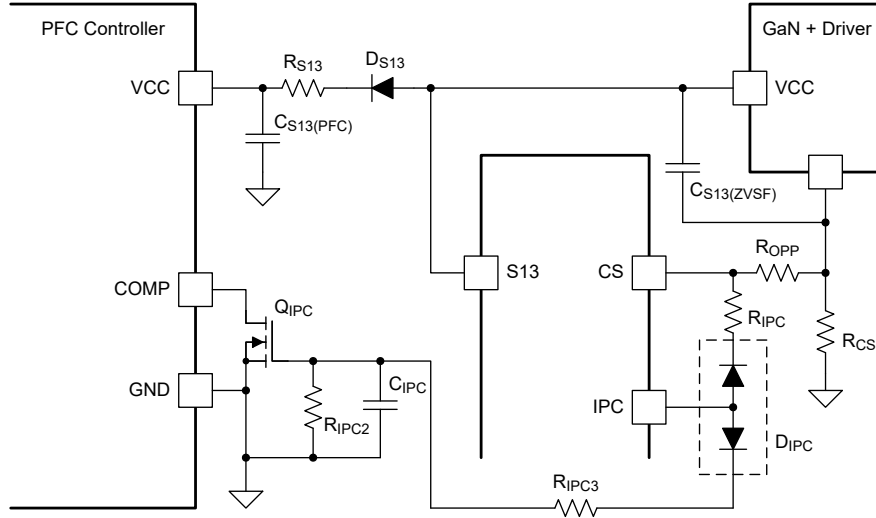 PFC Controller
GaN + Driver
VCC
RS13
DS13
VCC
CS13(PFC)
CS13(ZVSF)
S13
CS
ROPP
COMP
QIPC
RIPC
RCS
GND
CIPC
IPC
RIPC2
DIPC
RIPC3